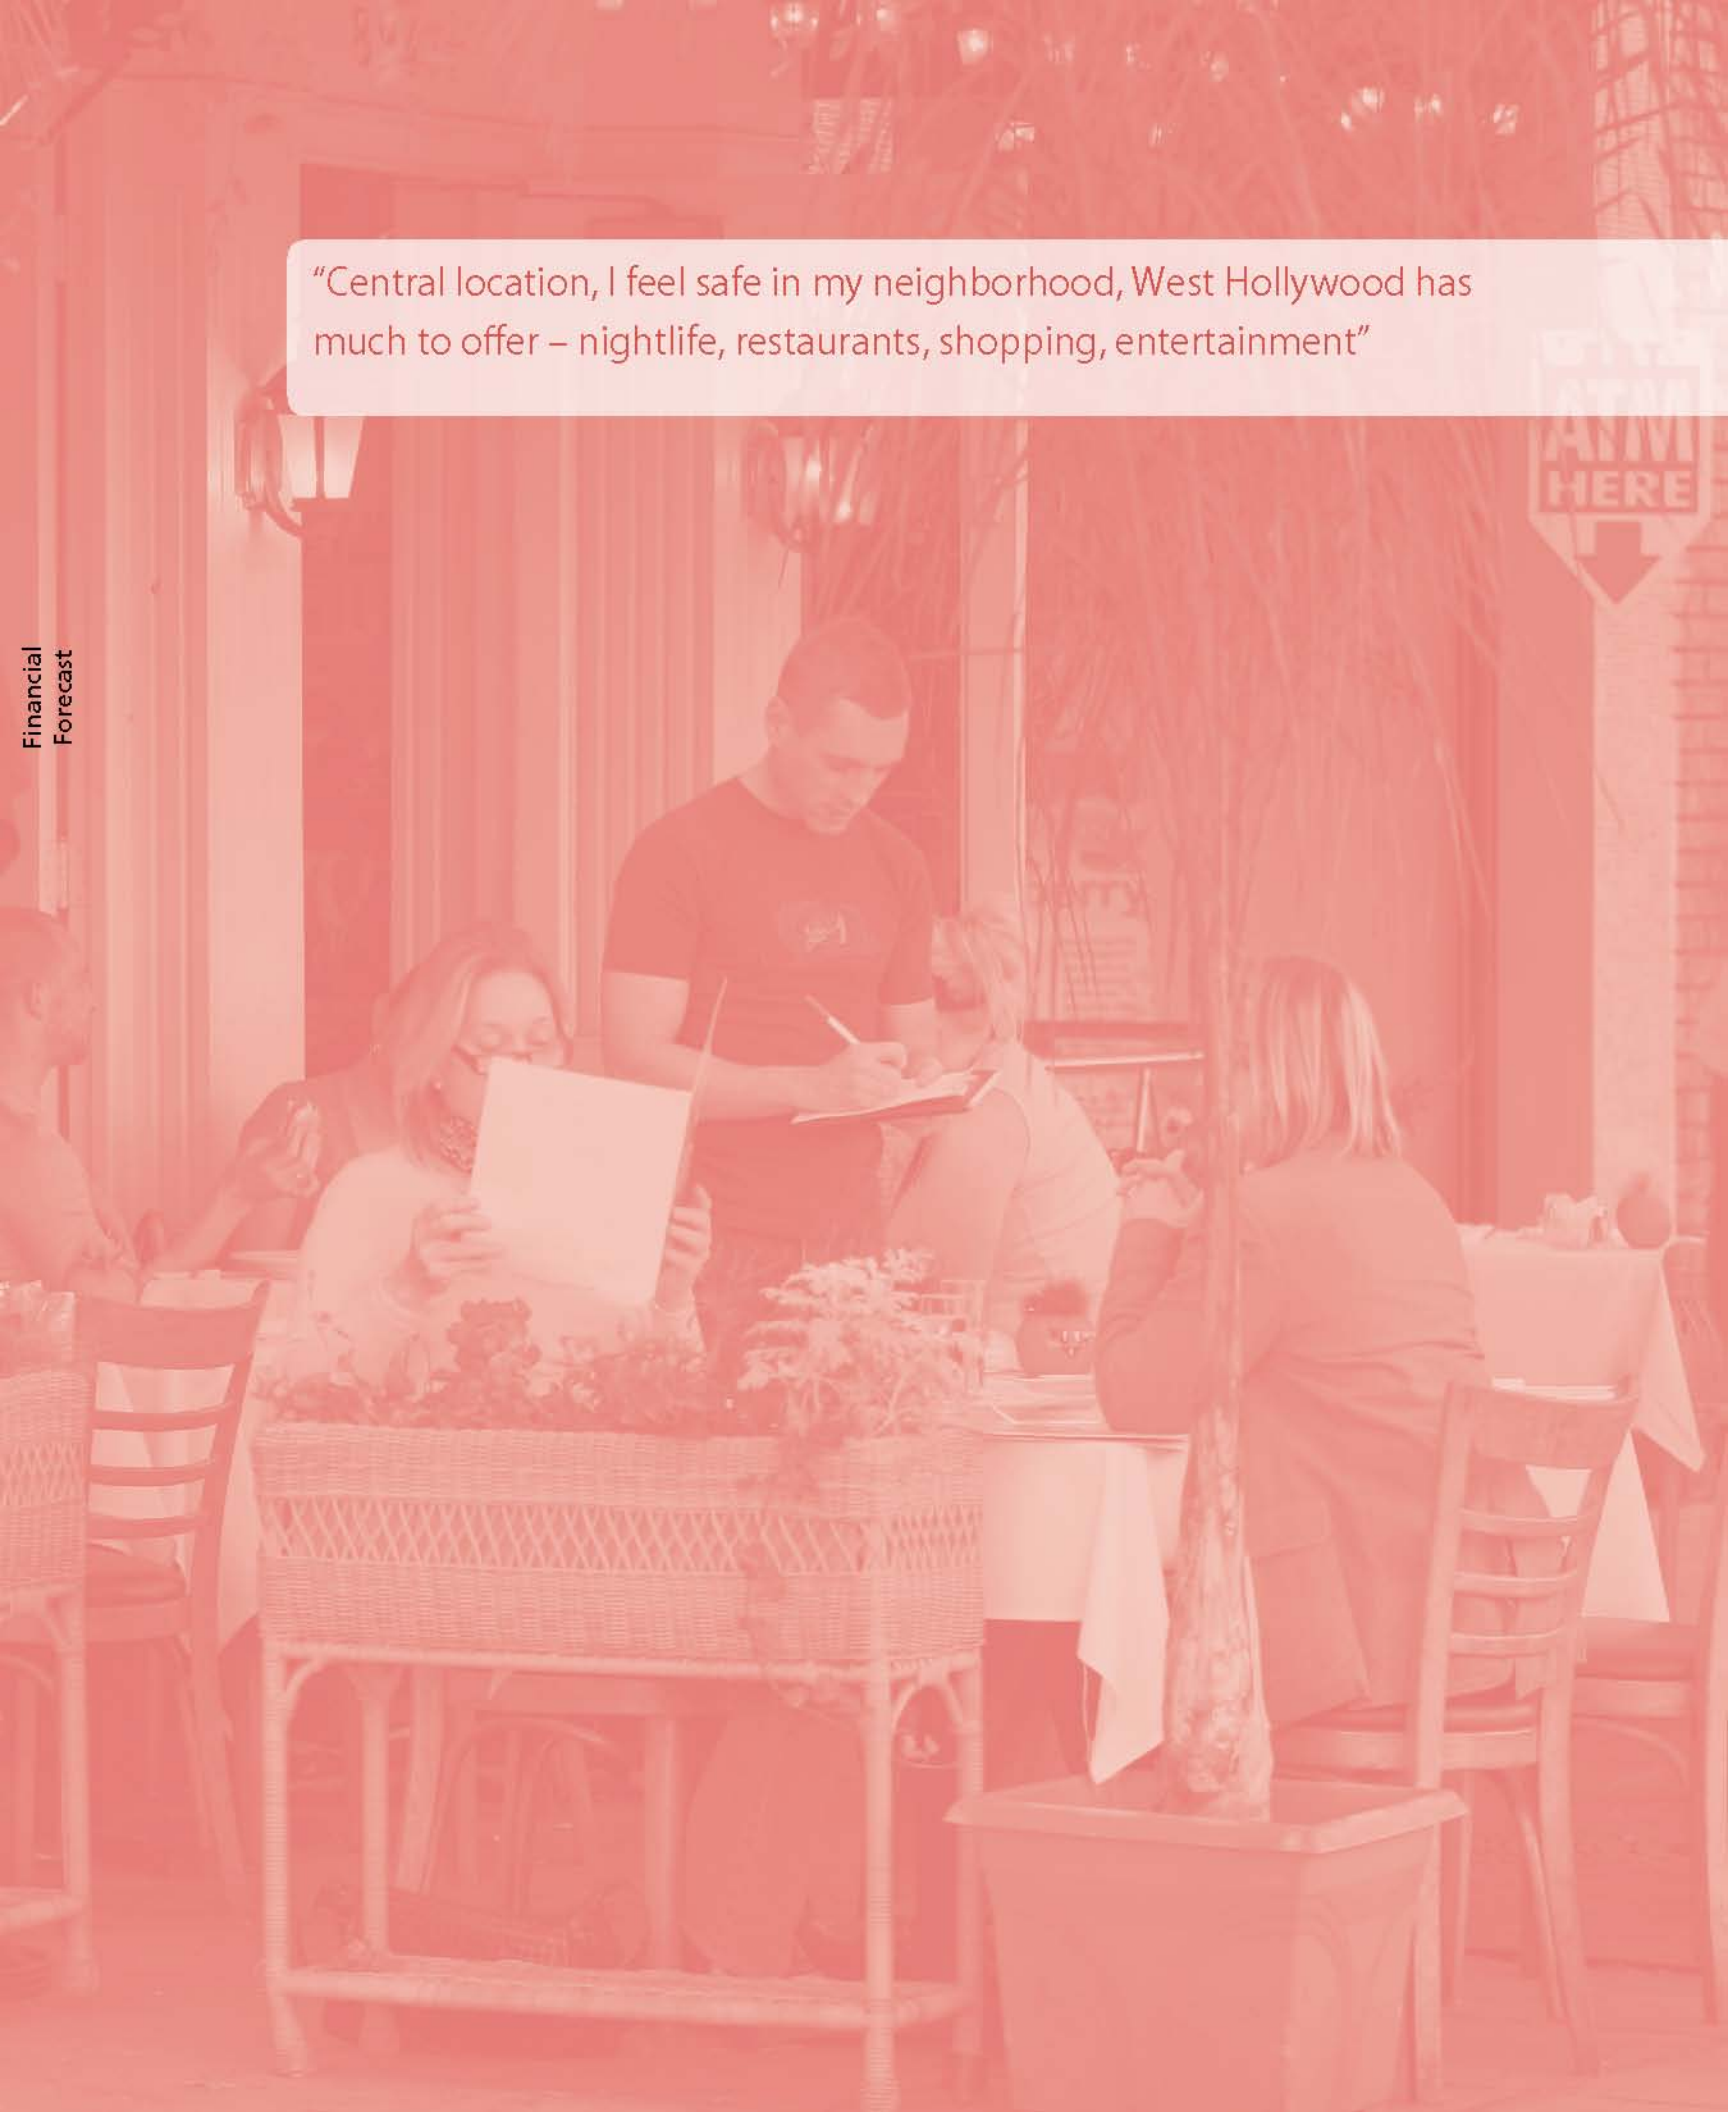 “Central location, I feel safe in my neighborhood, West Hollywood has
much to offer – nightlife, restaurants, shopping, entertainment”
ATM
HERE
Financial
Forecast